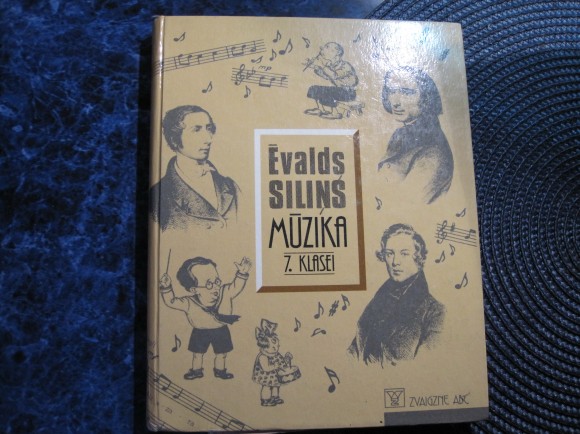 Ēvalds
SILIŅŠ
MŪZIKA
7. KLASEI
ZVAIGZNE ABC